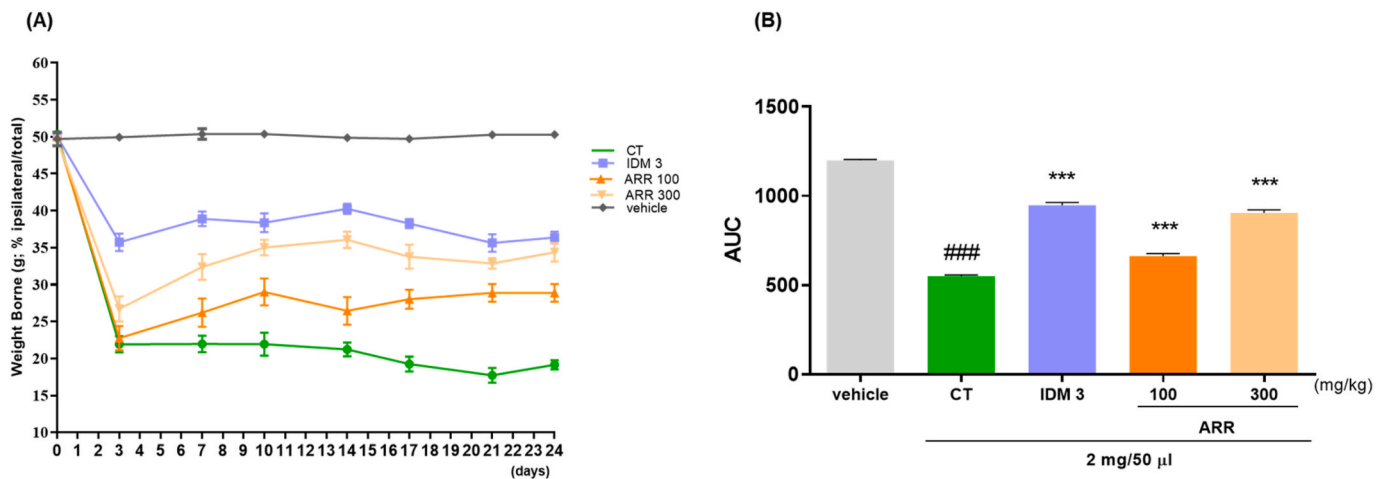 (A)
Weight Borne (g; % ipsilateral/total)
60
55
50
45
40
35
30
25
20
15
10
0 1 2 3 4 5 6 7 8 9 10 11 12 13 14 15 16 17 18 19 20 21 22 23 24
(days)
CT
IDM 3
ARR 100
ARR 300
vehicle
(B)
AUC
1500
1000
500
0
###
***
***
***
vehicle CT IDM 3 100 300 (mg/kg)
ARR
2 mg/50 μl